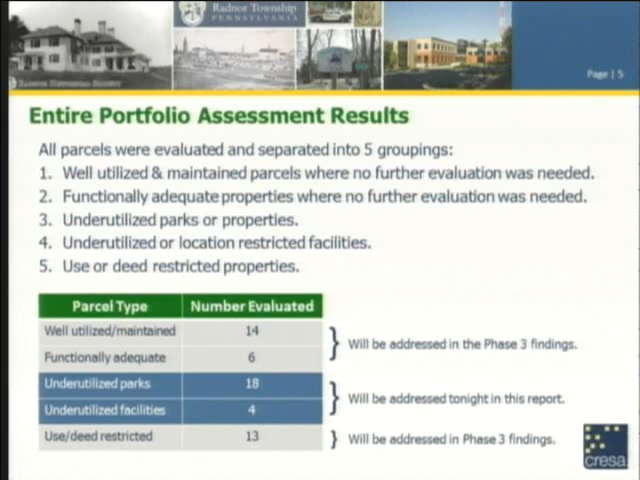 Radnor Township
PENNSYLVANIA
Radnor Historical Society
Page | 5
Entire Portfolio Assessment Results
All parcels were evaluated and separated into 5 groupings:
1. Well utilized & maintained parcels where no further evaluation was needed.
2. Functionally adequate properties where no further evaluation was needed.
3. Underutilized parks or properties.
4. Underutilized or location restricted facilities.
5. Use or deed restricted properties.
Parcel Type Number Evaluated
Well utilized/maintained 14
Functionally adequate 6
} Will be addressed in the Phase 3 findings.
Underutilized parks 18
Underutilized facilities 4
} Will be addressed tonight in this report.
Use/deed restricted 13 } Will be addressed in Phase 3 findings.
cresa